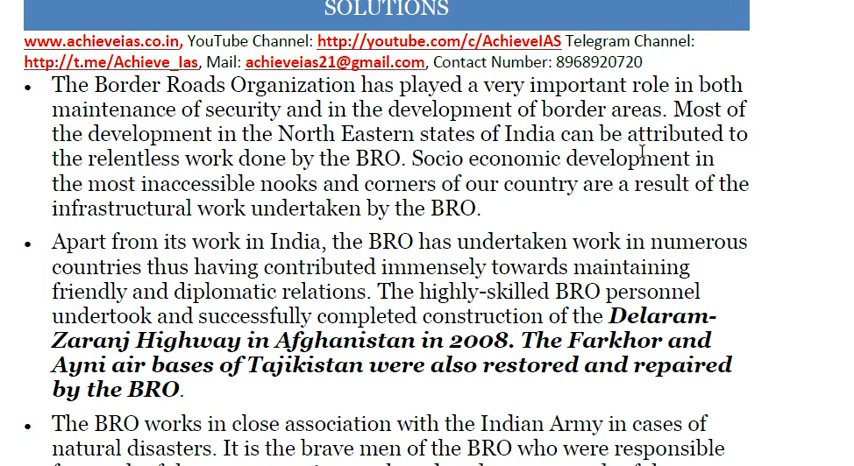 SOLUTIONS
www.achieveias.co.in, YouTube Channel: http://youtube.com/c/AchieveIAS Telegram Channel:
http://t.me/Achieve_Ias, Mail: achieveias21@gmail.com, Contact Number: 8968920720
• The Border Roads Organization has played a very important role in both
maintenance of security and in the development of border areas. Most of
the development in the North Eastern states of India can be attributed to
the relentless work done by the BRO. Socio economic development in
the most inaccessible nooks and corners of our country are a result of the
infrastructural work undertaken by the BRO.
• Apart from its work in India, the BRO has undertaken work in numerous
countries thus having contributed immensely towards maintaining
friendly and diplomatic relations. The highly-skilled BRO personnel
undertook and successfully completed construction of the Delaram-
Zaranj Highway in Afghanistan in 2008. The Farkhor and
Ayni air bases of Tajikistan were also restored and repaired
by the BRO.
• The BRO works in close association with the Indian Army in cases of
natural disasters. It is the brave men of the BRO who were responsible